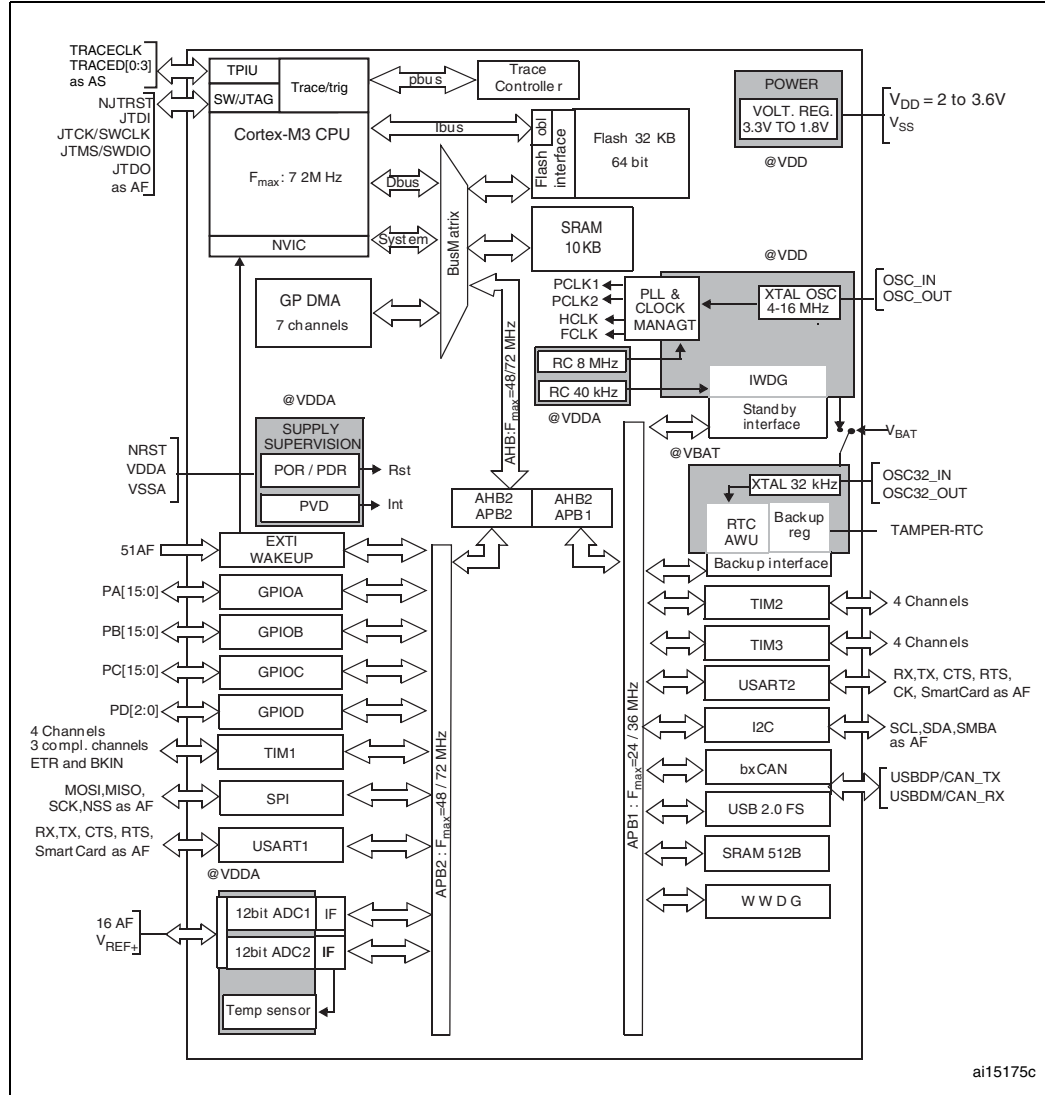 TRACECLK
TRACED[0:3]
as AS
NJTRST
JTDI
JTCK/SWCLK
JTMS/SWDIO
JTDO
as AF
TPIU
SW/JTAG
Trace/trig
Cortex-M3 CPU
Fmax: 7 2M Hz
NVIC
pbus
Trace
Controller
Ibus
Dbus
System
BusMatrix
Flash
interface
obl
Flash 32 KB
64 bit
SRAM
10KB
POWER
VOLT. REG.
3.3V TO 1.8V
@VDD
VDD = 2 to 3.6V
VSS
GP DMA
7 channels
AHB:Fmax=48/72 MHz
@VDD
PCLK1
PCLK2
HCLK
FCLK
PLL &
CLOCK
MANAGT
XTAL OSC
4-16 MHz
OSC_IN
OSC_OUT
RC 8 MHz
RC 40 kHz
@VDDA
IWDG
Stand by
interface
@VBAT
VBAT
@VDDA
SUPPLY
SUPERVISION
POR / PDR
PVD
Rst
Int
NRST
VDDA
VSSA
AHB2
APB2
AHB2
APB1
XTAL 32 kHz
OSC32_IN
OSC32_OUT
RTC
AWU
Backup
reg
TAMPER-RTC
Backup interface
51AF
EXTI
WAKEUP
PA[15:0]
GPIOA
PB[15:0]
GPIOB
PC[15:0]
GPIOC
PD[2:0]
GPIOD
4 Channels
3 compl. channels
ETR and BKIN
TIM1
MOSI,MISO,
SCK,NSS as AF
SPI
RX,TX, CTS, RTS,
SmartCard as AF
USART1
@VDDA
16 AF
VREF+
12bit ADC1
IF
12bit ADC2
IF
Temp sensor
APB2 : Fmax=48 / 72 MHz
APB1 : Fmax=24 / 36 MHz
TIM2
4 Channels
TIM3
4 Channels
USART2
RX,TX, CTS, RTS,
CK, SmartCard as AF
I2C
SCL,SDA,SMBA
as AF
bxCAN
USBDP/CAN_TX
USBDM/CAN_RX
USB 2.0 FS
SRAM 512B
W W D G
ai15175c